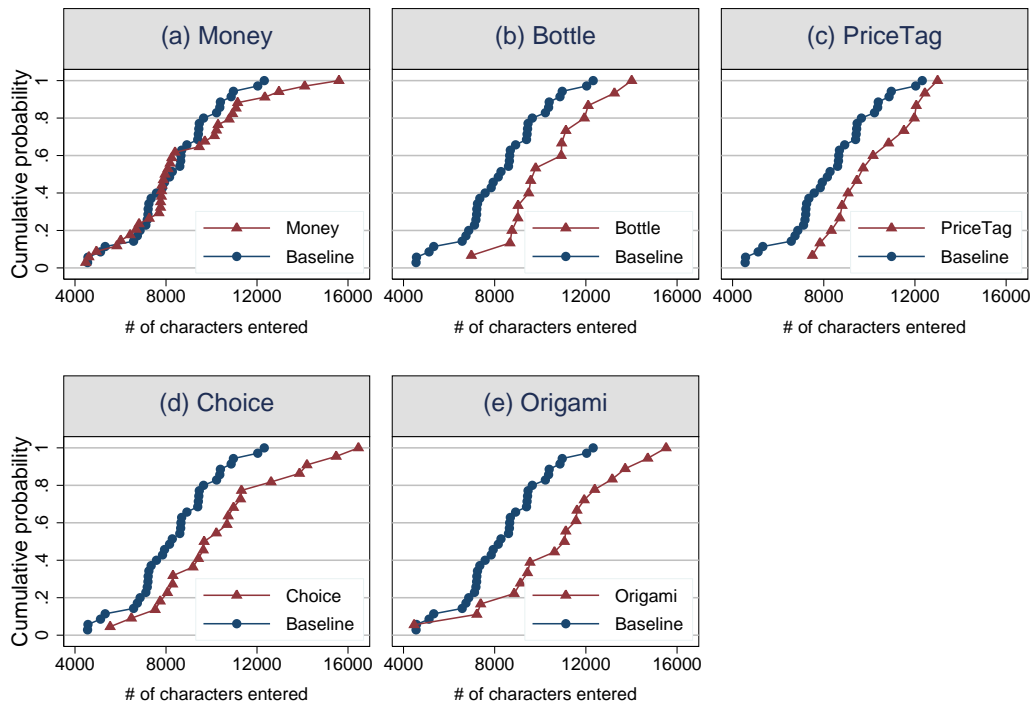 (a) Money
(b) Bottle
(c) PriceTag
Cumulative probability
1
.8
.6
.4
.2
0
Money
Baseline
Bottle
Baseline
PriceTag
Baseline
4000 8000 12000 16000
4000 8000 12000 16000
4000 8000 12000 16000
# of characters entered
# of characters entered
# of characters entered
(d) Choice
(e) Origami
Cumulative probability
1
.8
.6
.4
.2
0
Choice
Baseline
Origami
Baseline
4000 8000 12000 16000
4000 8000 12000 16000
# of characters entered
# of characters entered